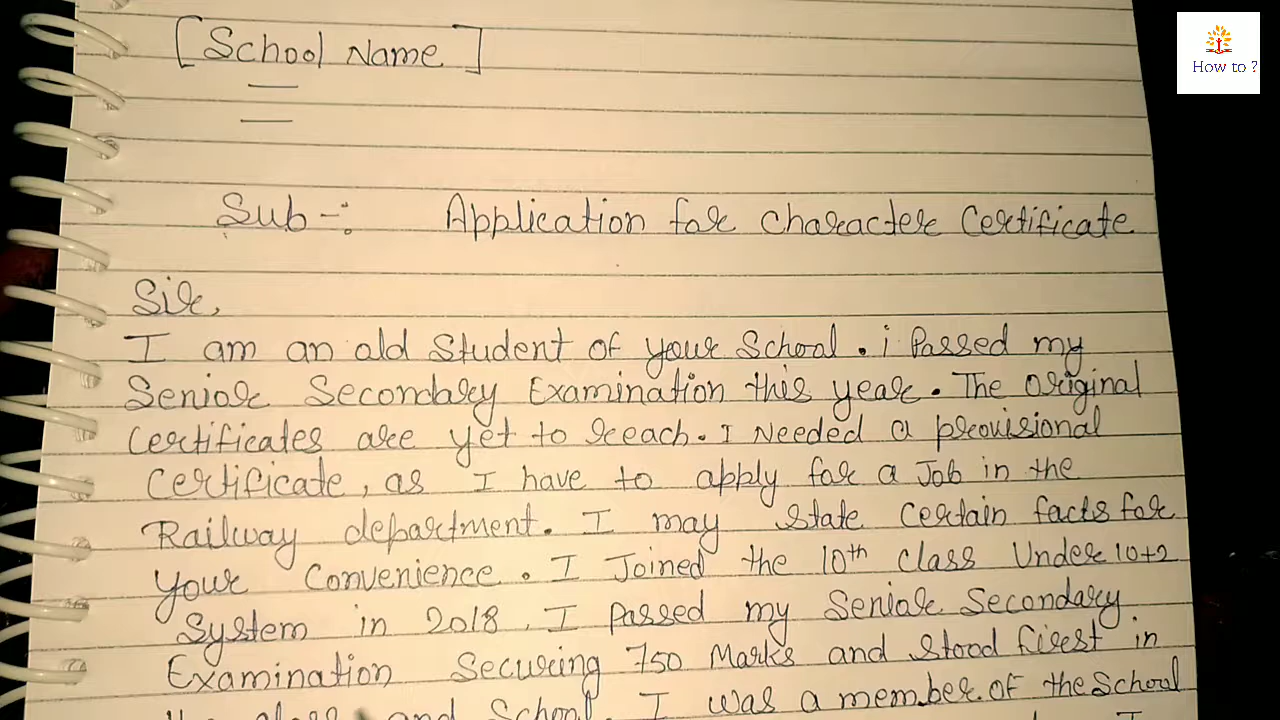 [School Name]
How to ?
Sub -: Application for Character Certificate
Sir,
I am an old Student of your School. i Passed my
Senior Secondary Examination this year. The original
Certificates are yet to reach. I Needed a provisional
Certificate, as I have to apply for a Job in the
Railway department. I may state certain facts for
your Convenience. I Joined the 10th class Under 10+2
System in 2018. I Passed my Senior Secondary
Examination Securing 750 Marks and stood first in
the class and School. I was a member of the School
I